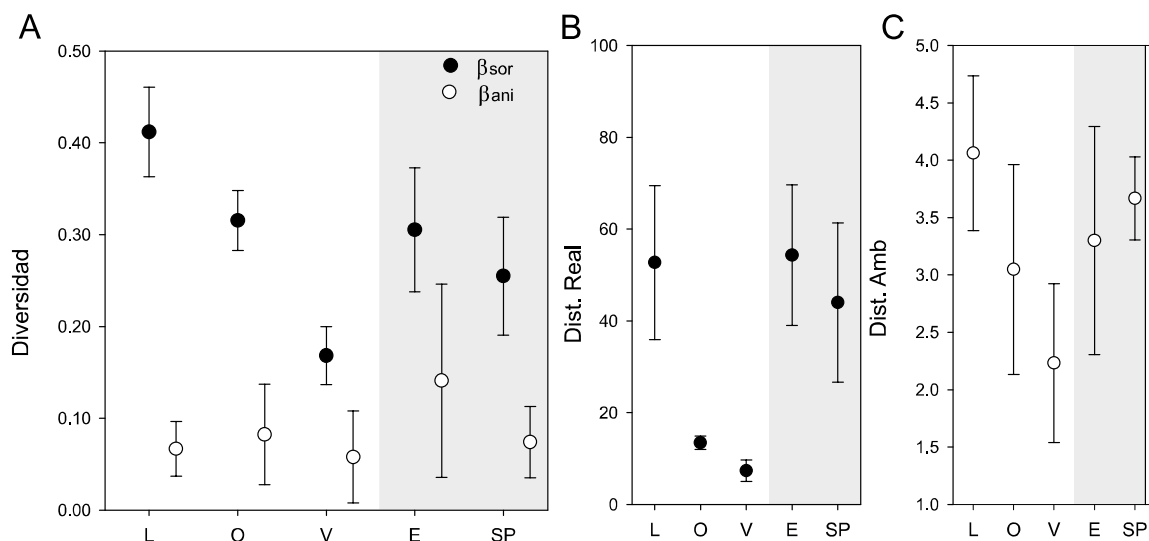 A
Diversidad
0.50
0.40
0.30
0.20
0.10
0.00
βsor
βani
L O V E SP
B
Dist. Real
100
80
60
40
20
0
L O V E SP
C
Dist. Amb
5.0
4.5
4.0
3.5
3.0
2.5
2.0
1.5
1.0
L O V E SP